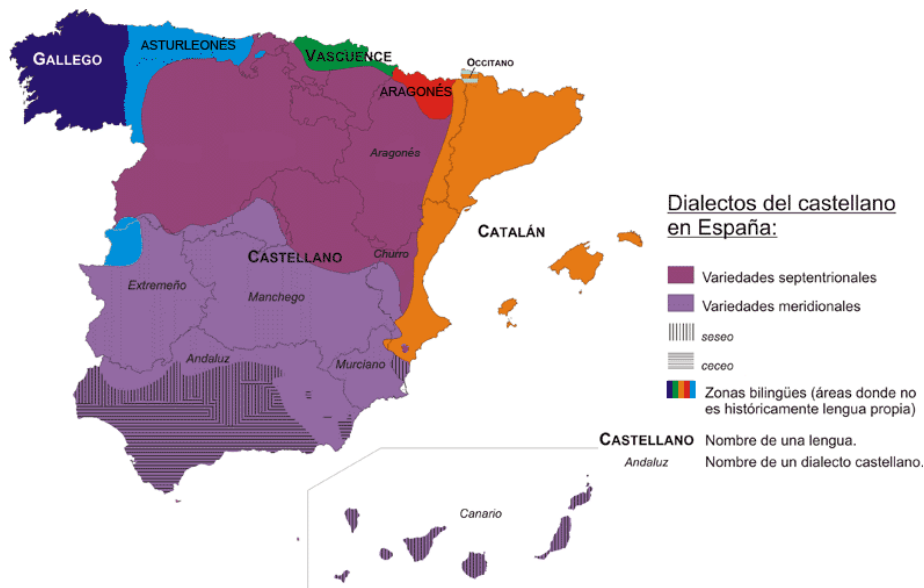 GALLEGO
ASTURLEONÉS
VASCUENCE
OCCITANO
ARAGONÉS
Aragonés
CATALÁN
Churro
CASTELLANO
Extremeño
Manchego
Andaluz
Murciano
Canario
Dialectos del castellano
en España:
Variedades septentrionales
Variedades meridionales
seseo
ceceo
Zonas bilingües (áreas donde no
es históricamente lengua propia)
CASTELLANO Nombre de una lengua.
Andaluz Nombre de un dialecto castellano.